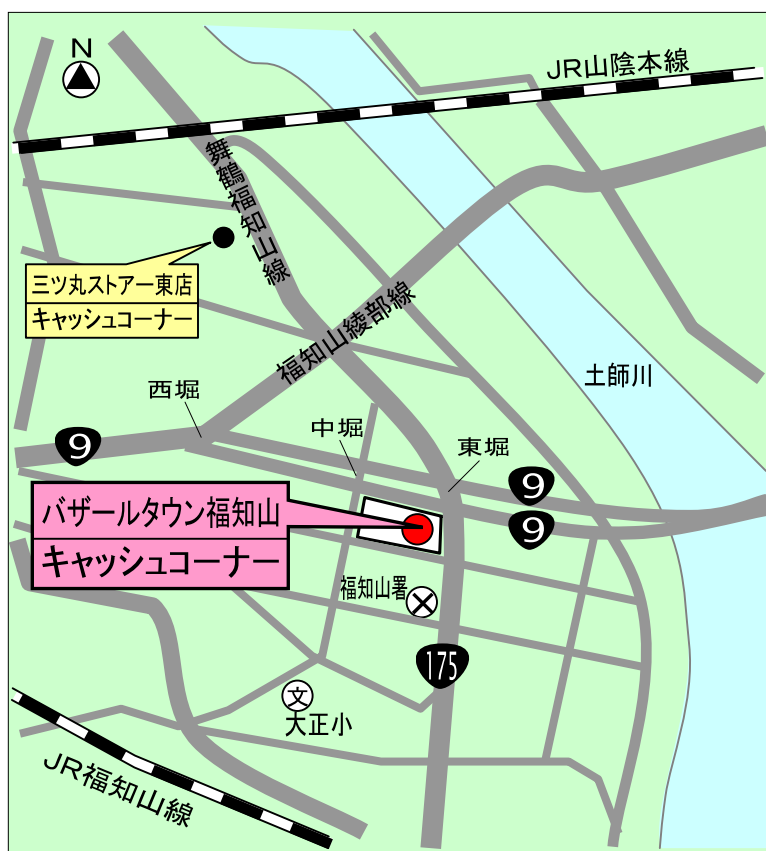 N
JR山陰本線
舞鶴福知山線
三ツ丸ストアー東店
キャッシュコーナー
福知山綾部線
土師川
西堀
中堀
東堀
9
9
9
バザールタウン福知山
キャッシュコーナー
福知山署
175
文
大正小
JR福知山線